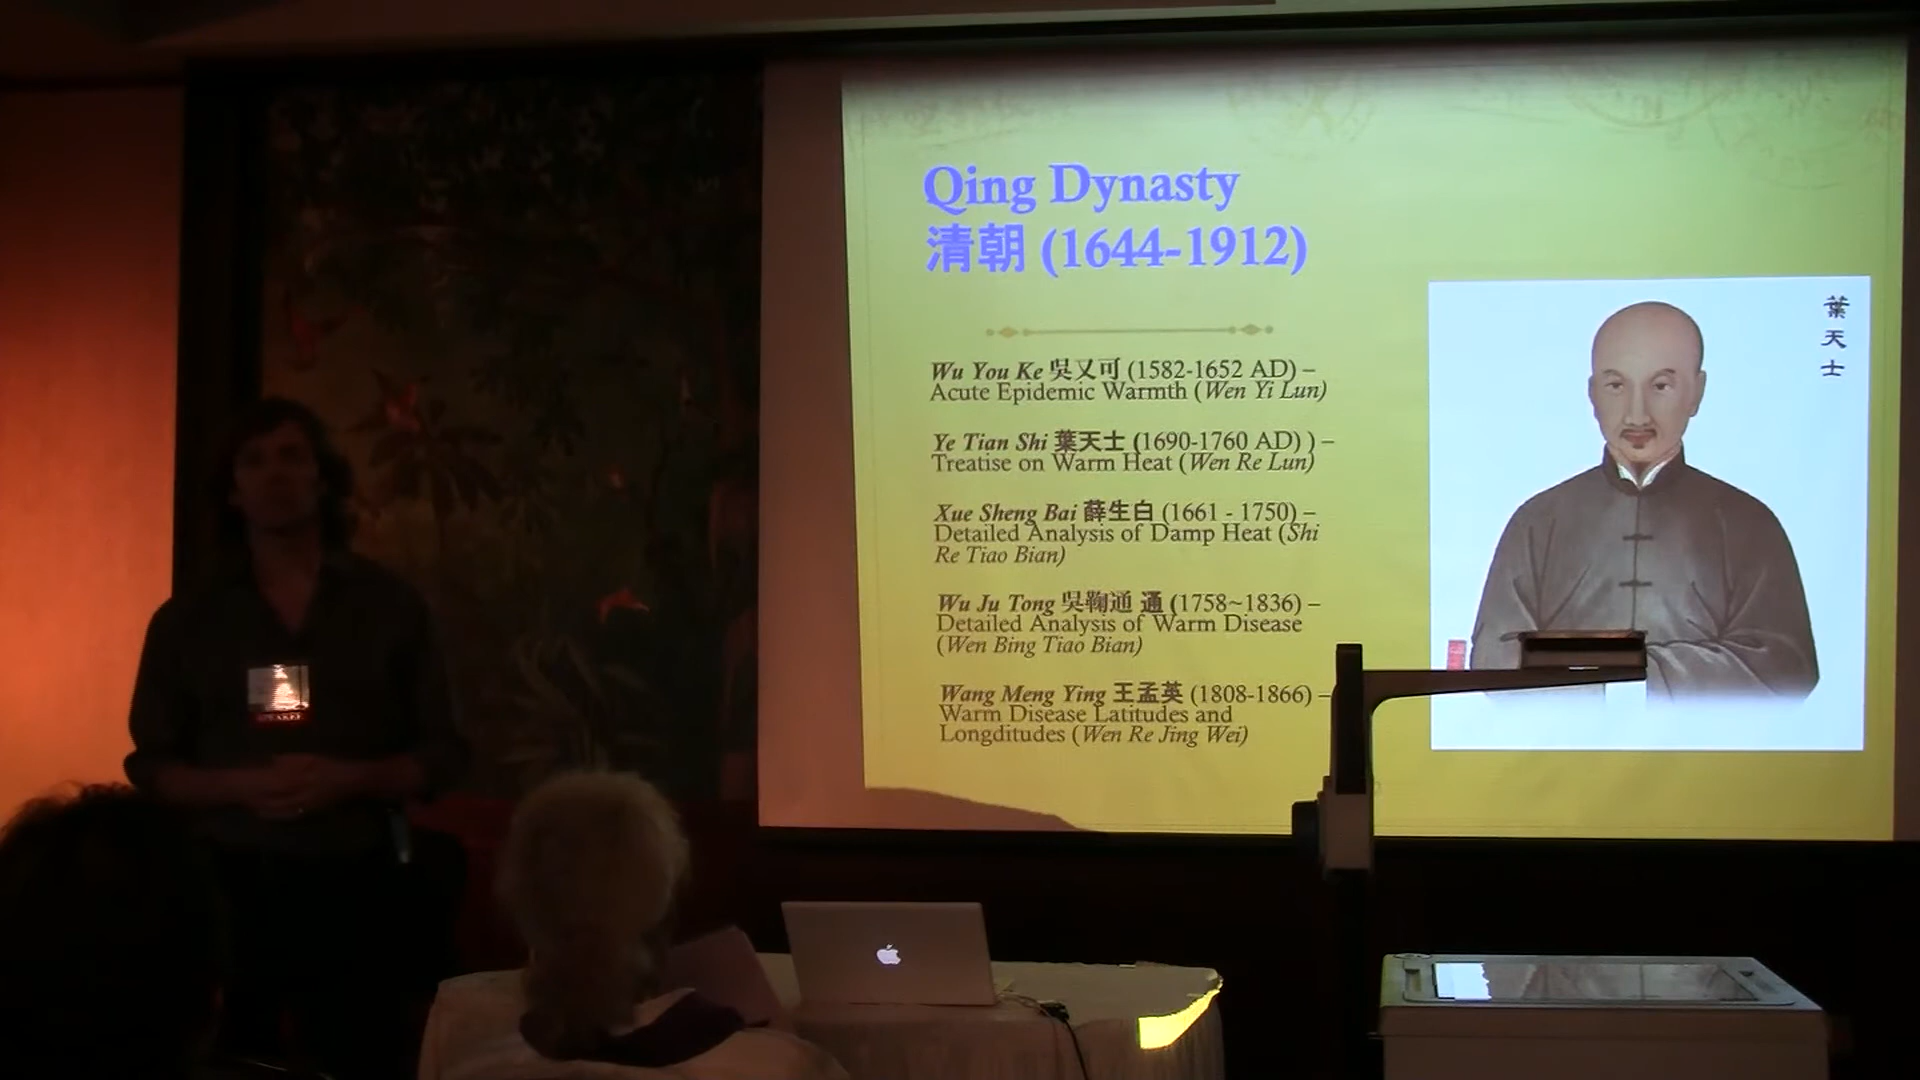 Qing Dynasty
清朝 (1644-1912)
Wu You Ke 吳又可 (1582-1652 AD) –
Acute Epidemic Warmth (Wen Yi Lun)
Ye Tian Shi 葉天士 (1690-1760 AD) ) –
Treatise on Warm Heat (Wen Re Lun)
Xue Sheng Bai 薛生白 (1661 - 1750) –
Detailed Analysis of Damp Heat (Shi
Re Tiao Bian)
Wu Ju Tong 吳鞠通 通 (1758~1836) –
Detailed Analysis of Warm Disease
(Wen Bing Tiao Bian)
Wang Meng Ying 王孟英 (1808-1866) –
Warm Disease Latitudes and
Longditudes (Wen Re Jing Wei)
葉天士
SPEAKER